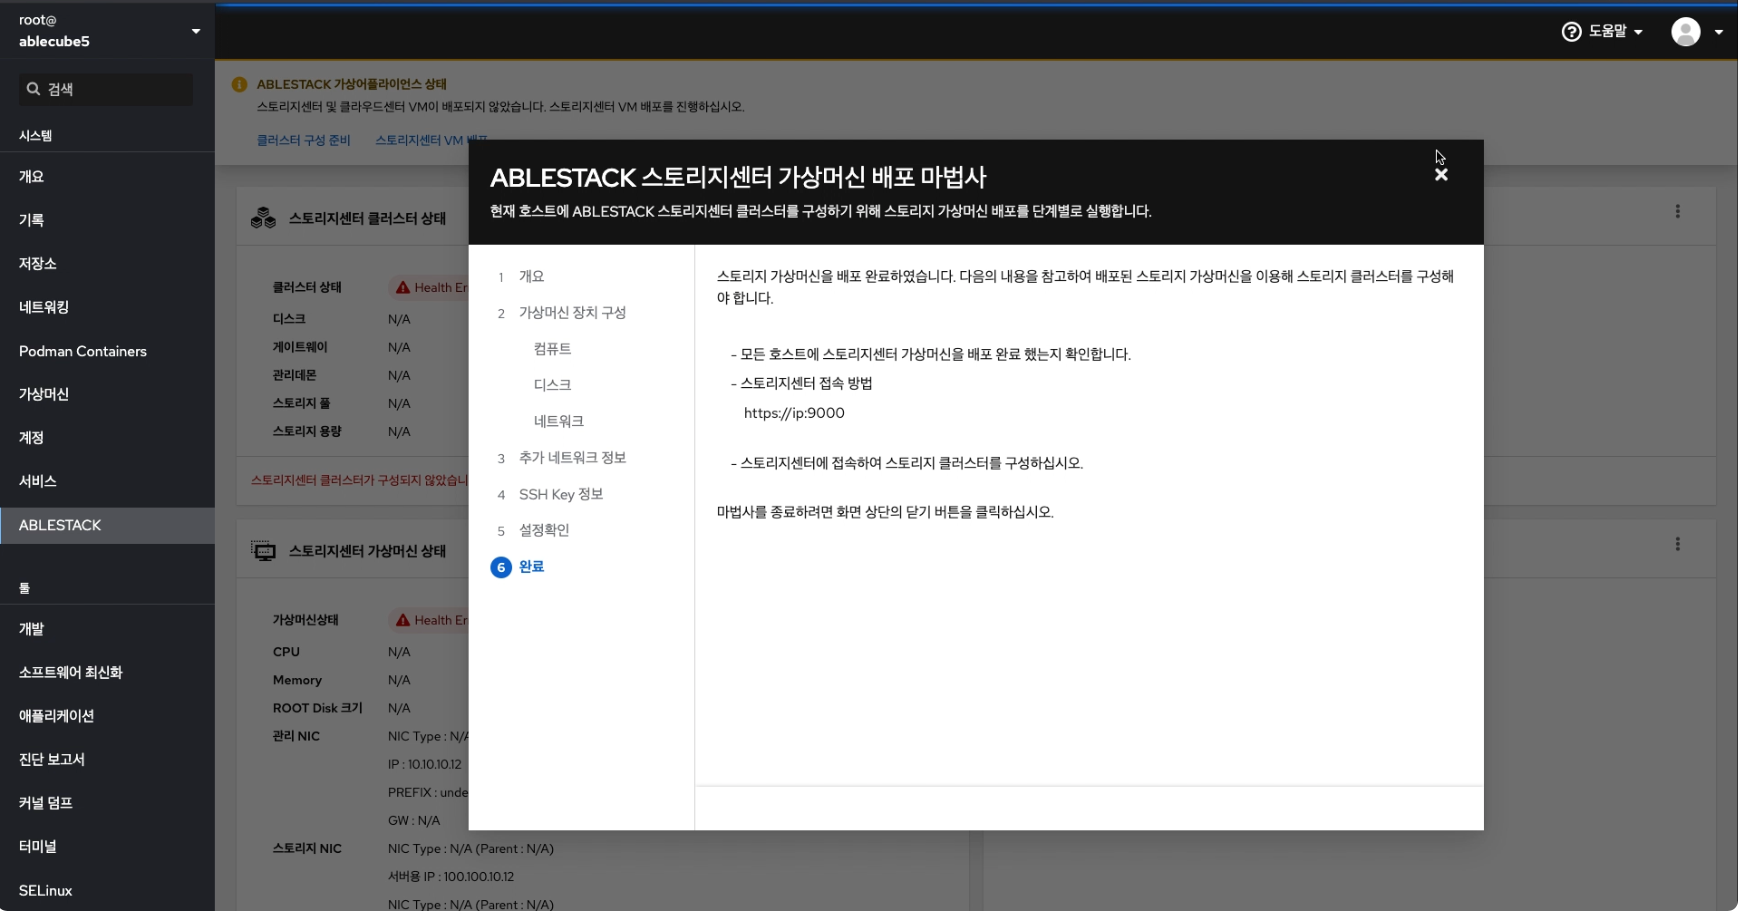 root@
ablecube5
도움말
검색
ABLESTACK 가상어플라이언스 상태
스토리지센터 및 클라우드센터 VM이 배포되지 않았습니다. 스토리지센터 VM 배포를 진행하십시오.
클러스터 구성 준비 스토리지센터 VM 배포
시스템
개요
기록
저장소
네트워킹
Podman Containers
가상머신
계정
서비스
ABLESTACK
툴
개발
소프트웨어 최신화
애플리케이션
진단 보고서
커널 덤프
터미널
SELinux
스토리지센터 클러스터 상태
클러스터 상태 Health Er
디스크 N/A
게이트웨이 N/A
관리데몬 N/A
스토리지 풀 N/A
스토리지 용량 N/A
스토리지센터 클러스터가 구성되지 않았습니
스토리지센터 가상머신 상태
가상머신상태 Health Er
CPU N/A
Memory N/A
ROOT Disk 크기 N/A
관리 NIC NIC Type : N/A
IP : 10.10.10.12
PREFIX : unde
GW : N/A
스토리지 NIC NIC Type : N/A (Parent : N/A)
서버용 IP : 100.100.10.12
NIC Type : N/A (Parent : N/A)
ABLESTACK 스토리지센터 가상머신 배포 마법사
현재 호스트에 ABLESTACK 스토리지센터 클러스터를 구성하기 위해 스토리지 가상머신 배포를 단계별로 실행합니다.
1 개요
2 가상머신 장치 구성
컴퓨트
디스크
네트워크
3 추가 네트워크 정보
4 SSH Key 정보
5 설정확인
6 완료
스토리지 가상머신을 배포 완료하였습니다. 다음의 내용을 참고하여 배포된 스토리지 가상머신을 이용해 스토리지 클러스터를 구성해
야 합니다.
- 모든 호스트에 스토리지센터 가상머신을 배포 완료 했는지 확인합니다.
- 스토리지센터 접속 방법
https://ip:9000
- 스토리지센터에 접속하여 스토리지 클러스터를 구성하십시오.
마법사를 종료하려면 화면 상단의 닫기 버튼을 클릭하십시오.